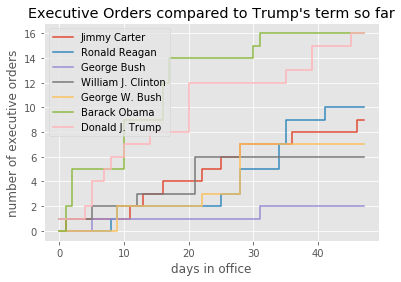 Executive Orders compared to Trump's term so far
number of executive orders
16
14
12
10
8
6
4
2
0
Jimmy Carter
Ronald Reagan
George Bush
William J. Clinton
George W. Bush
Barack Obama
Donald J. Trump
0
10
20
30
40
days in office